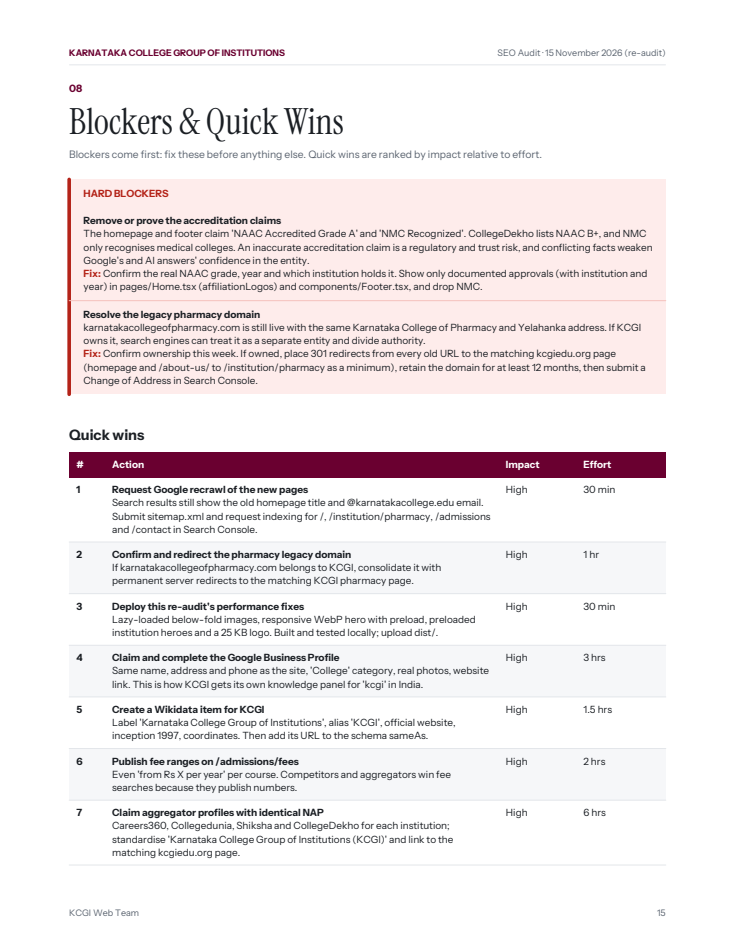 KARNATAKA COLLEGE GROUP OF INSTITUTIONS
SEO Audit · 15 November 2026 (re-audit)
08
Blockers & Quick Wins
Blockers come first: fix these before anything else. Quick wins are ranked by impact relative to effort.
HARD BLOCKERS
Remove or prove the accreditation claims
The homepage and footer claim 'NAAC Accredited Grade A' and 'NMC Recognized'. CollegeDekho lists NAAC B+, and NMC
only recognises medical colleges. An inaccurate accreditation claim is a regulatory and trust risk, and conflicting facts weaken
Google's and AI answers' confidence in the entity.
Fix: Confirm the real NAAC grade, year and which institution holds it. Show only documented approvals (with institution and
year) in pages/Home.tsx (affiliationLogos) and components/Footer.tsx, and drop NMC.
Resolve the legacy pharmacy domain
karnatakacollegeofpharmacy.com is still live with the same Karnataka College of Pharmacy and Yelahanka address. If KCGI
owns it, search engines can treat it as a separate entity and divide authority.
Fix: Confirm ownership this week. If owned, place 301 redirects from every old URL to the matching kcgiedu.org page
(homepage and /about-us/ to /institution/pharmacy as a minimum), retain the domain for at least 12 months, then submit a
Change of Address in Search Console.
Quick wins
# Action Impact Effort
1 Request Google recrawl of the new pages High 30 min
Search results still show the old homepage title and @karnatakacollege.edu email.
Submit sitemap.xml and request indexing for /, /institution/pharmacy, /admissions
and /contact in Search Console.
2 Confirm and redirect the pharmacy legacy domain High 1 hr
If karnatakacollegeofpharmacy.com belongs to KCGI, consolidate it with
permanent server redirects to the matching KCGI pharmacy page.
3 Deploy this re-audit's performance fixes High 30 min
Lazy-loaded below-fold images, responsive WebP hero with preload, preloaded
institution heroes and a 25 KB logo. Built and tested locally; upload dist/.
4 Claim and complete the Google Business Profile High 3 hrs
Same name, address and phone as the site, 'College' category, real photos, website
link. This is how KCGI gets its own knowledge panel for 'kcgi' in India.
5 Create a Wikidata item for KCGI High 1.5 hrs
Label 'Karnataka College Group of Institutions', alias 'KCGI', official website,
inception 1997, coordinates. Then add its URL to the schema sameAs.
6 Publish fee ranges on /admissions/fees High 2 hrs
Even 'from Rs X per year' per course. Competitors and aggregators win fee
searches because they publish numbers.
7 Claim aggregator profiles with identical NAP High 6 hrs
Careers360, Collegedunia, Shiksha and CollegeDekho for each institution;
standardise 'Karnataka College Group of Institutions (KCGI)' and link to the
matching kcgiedu.org page.
KCGI Web Team
15